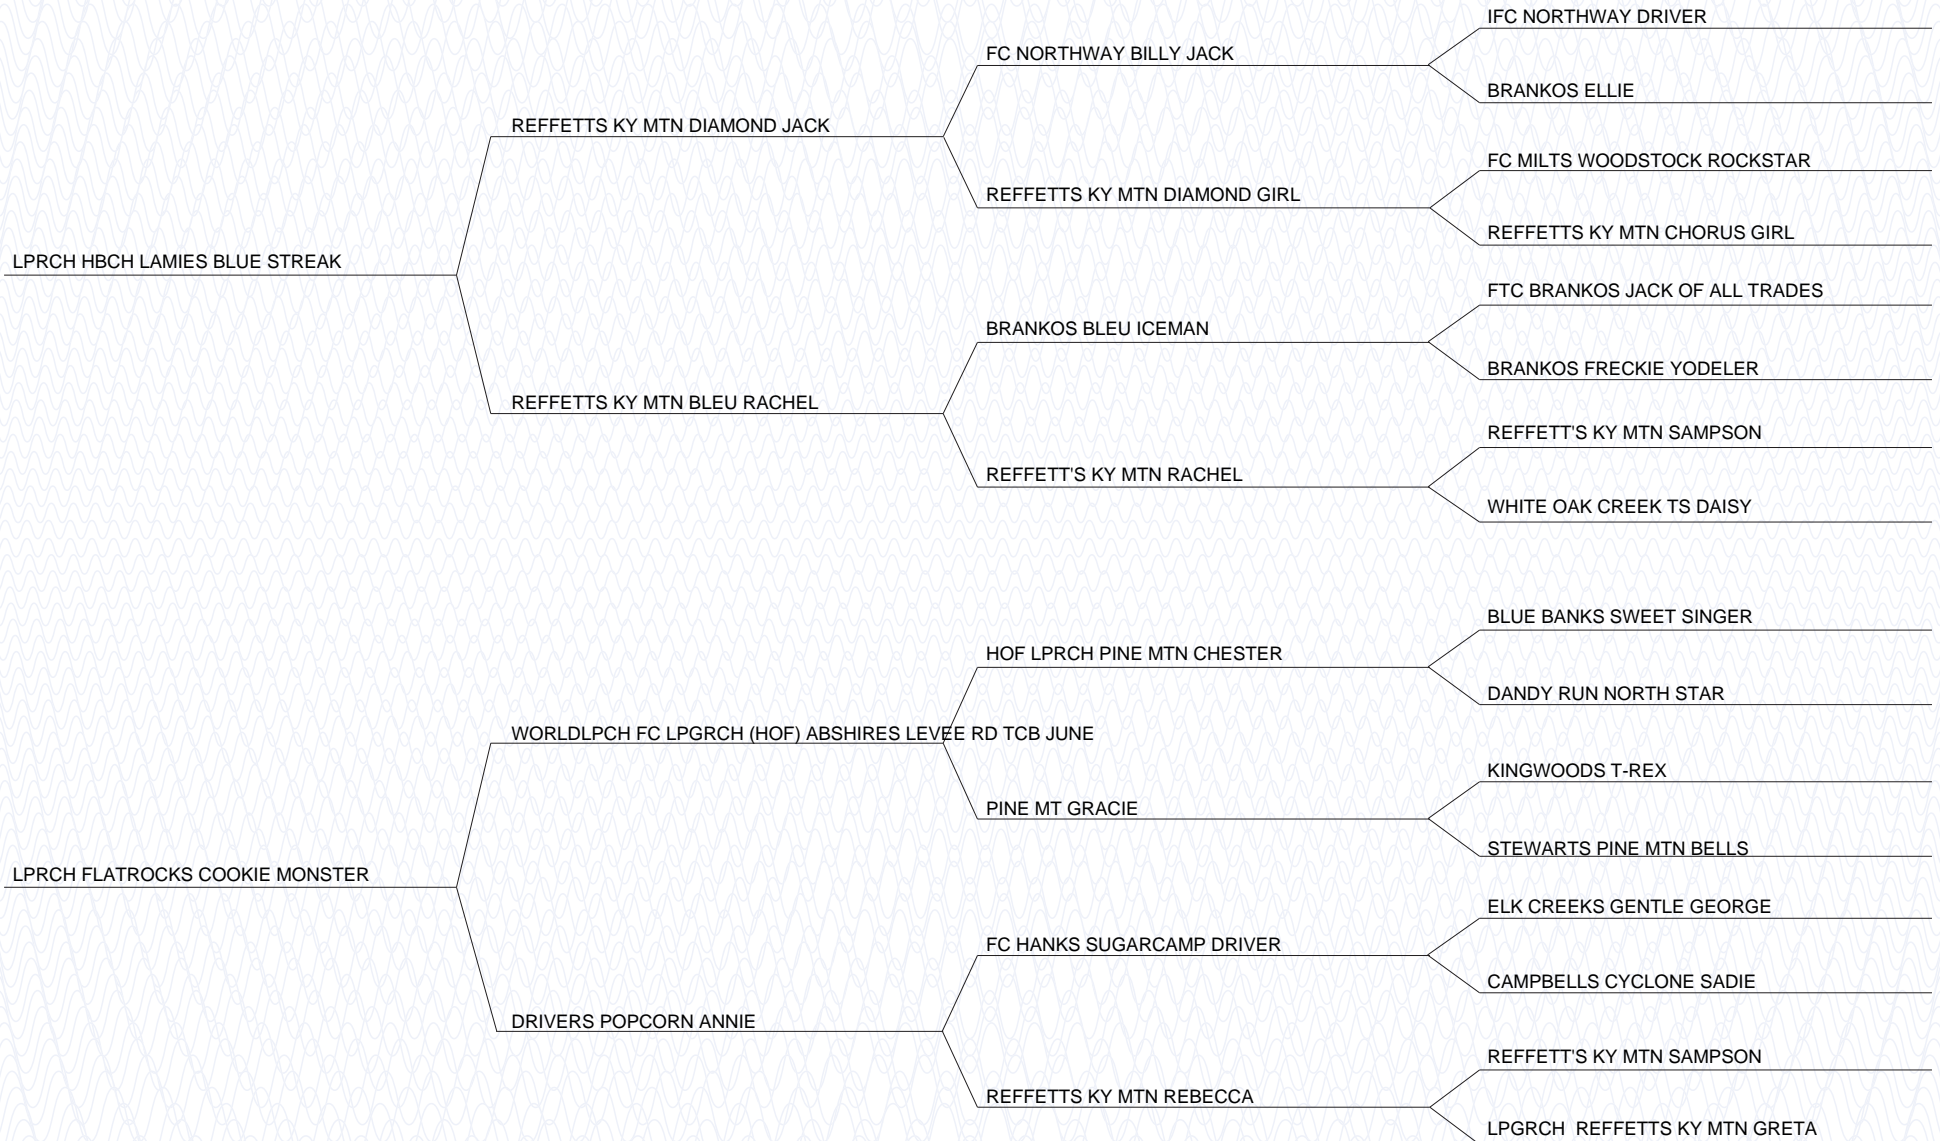 IFC NORTHWAY DRIVER
FC NORTHWAY BILLY JACK
BRANKOS ELLIE
REFFETTS KY MTN DIAMOND JACK
FC MILTS WOODSTOCK ROCKSTAR
REFFETTS KY MTN DIAMOND GIRL
REFFETTS KY MTN CHORUS GIRL
LPRCH HBCH LAMIES BLUE STREAK
FTC BRANKOS JACK OF ALL TRADES
BRANKOS BLEU ICEMAN
BRANKOS FRECKIE YODELER
REFFETTS KY MTN BLEU RACHEL
REFFETT'S KY MTN SAMPSON
REFFETT'S KY MTN RACHEL
WHITE OAK CREEK TS DAISY
BLUE BANKS SWEET SINGER
HOF LPRCH PINE MTN CHESTER
DANDY RUN NORTH STAR
WORLDLPCH FC LPGRCH (HOF) ABSHIRES LEVEE RD TCB JUNE
KINGWOODS T-REX
PINE MT GRACIE
STEWARTS PINE MTN BELLS
LPRCH FLATROCKS COOKIE MONSTER
ELK CREEKS GENTLE GEORGE
FC HANKS SUGARCAMP DRIVER
CAMPBELLS CYCLONE SADIE
DRIVERS POPCORN ANNIE
REFFETT'S KY MTN SAMPSON
REFFETTS KY MTN REBECCA
LPGRCH  REFFETTS KY MTN GRETA